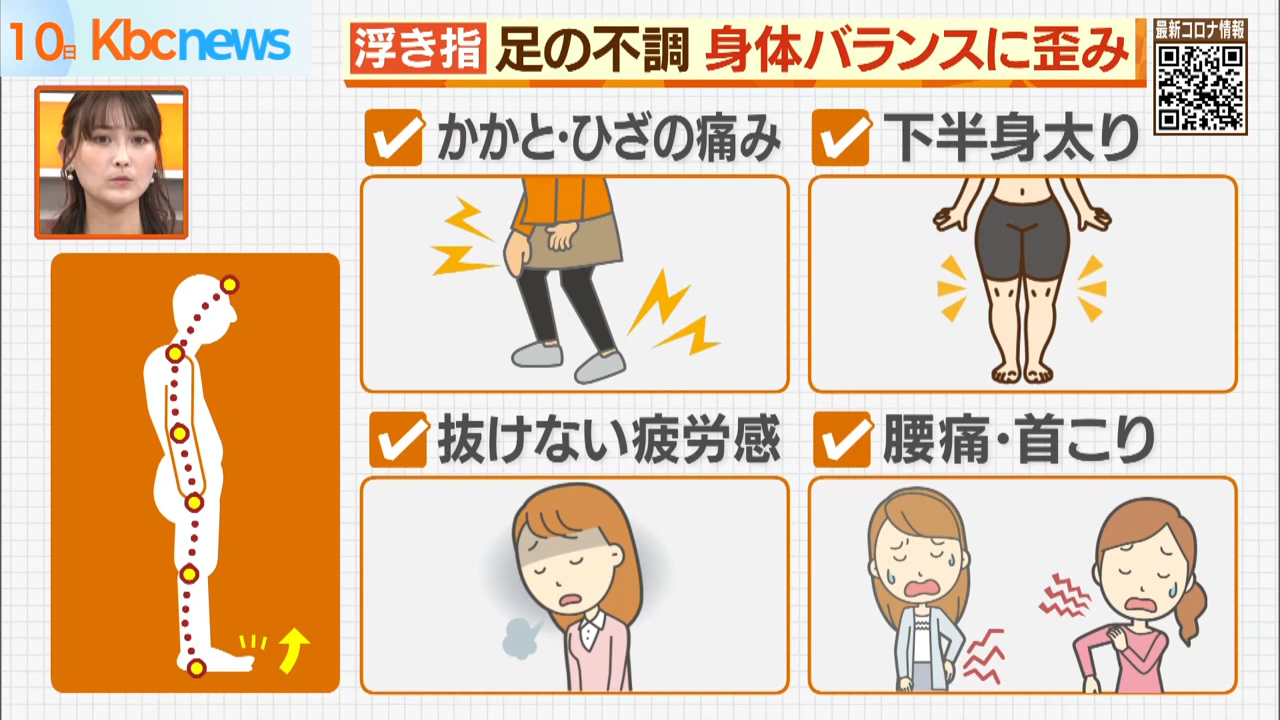 10日 Kbcnews
浮き指 足の不調 身体バランスに歪み
最新コロナ情報
かかと・ひざの痛み
下半身太り
抜けない疲労感
腰痛・首こり